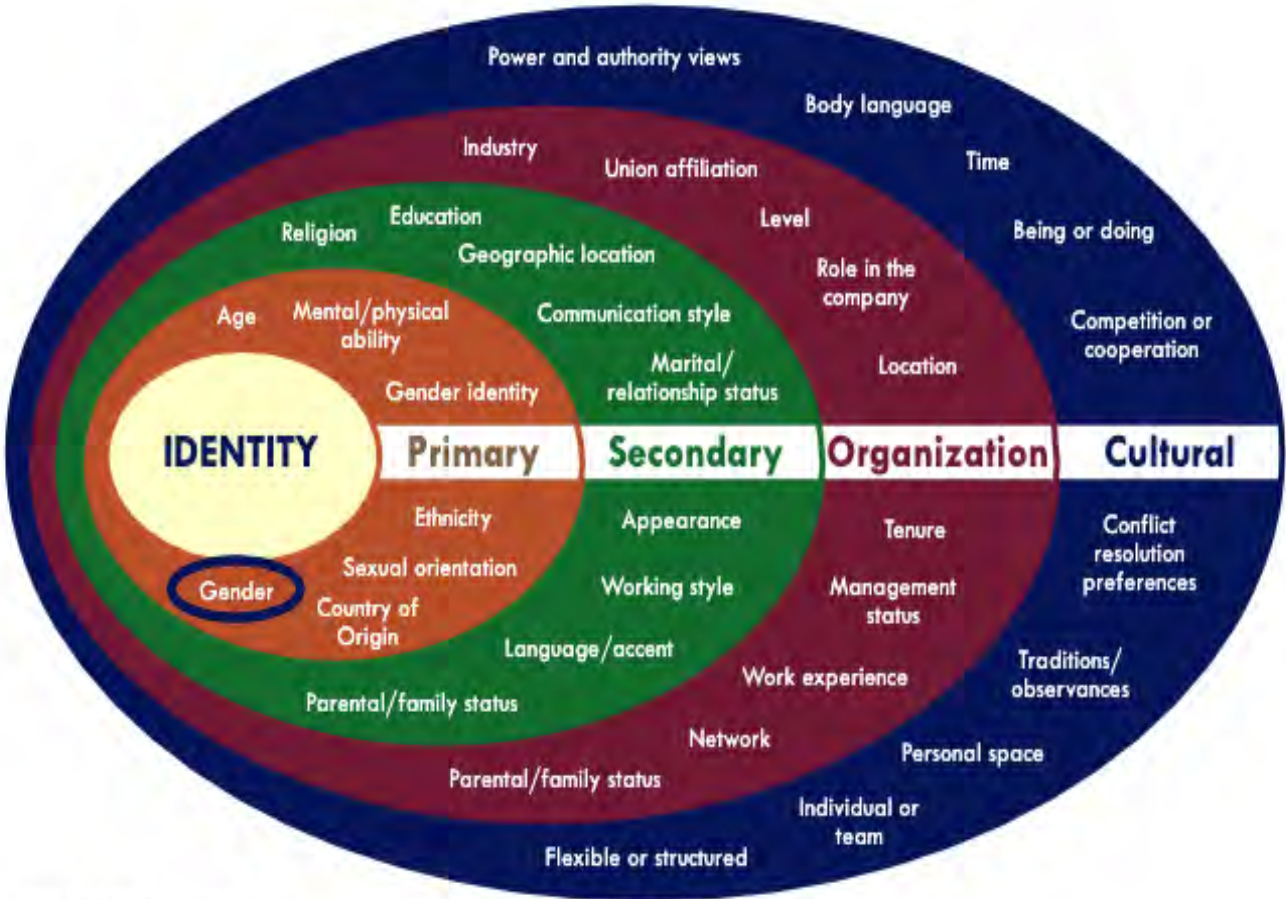 Power and authority views
Body language
Industry
Union affiliation
Time
Education
Religion
Level
Being or doing
Geographic location
Role in the
company
Age
Mental/physical
ability
Communication style
Competition or
cooperation
Marital/
relationship status
Location
Gender identity
IDENTITY
Primary
Secondary
Organization
Cultural
Ethnicity
Appearance
Tenure
Conflict
resolution
preferences
Sexual orientation
Gender
Working style
Management
status
Country of
Origin
Language/accent
Traditions/
observances
Work experience
Parental/family status
Network
Personal space
Parental/family status
Individual or
team
Flexible or structured